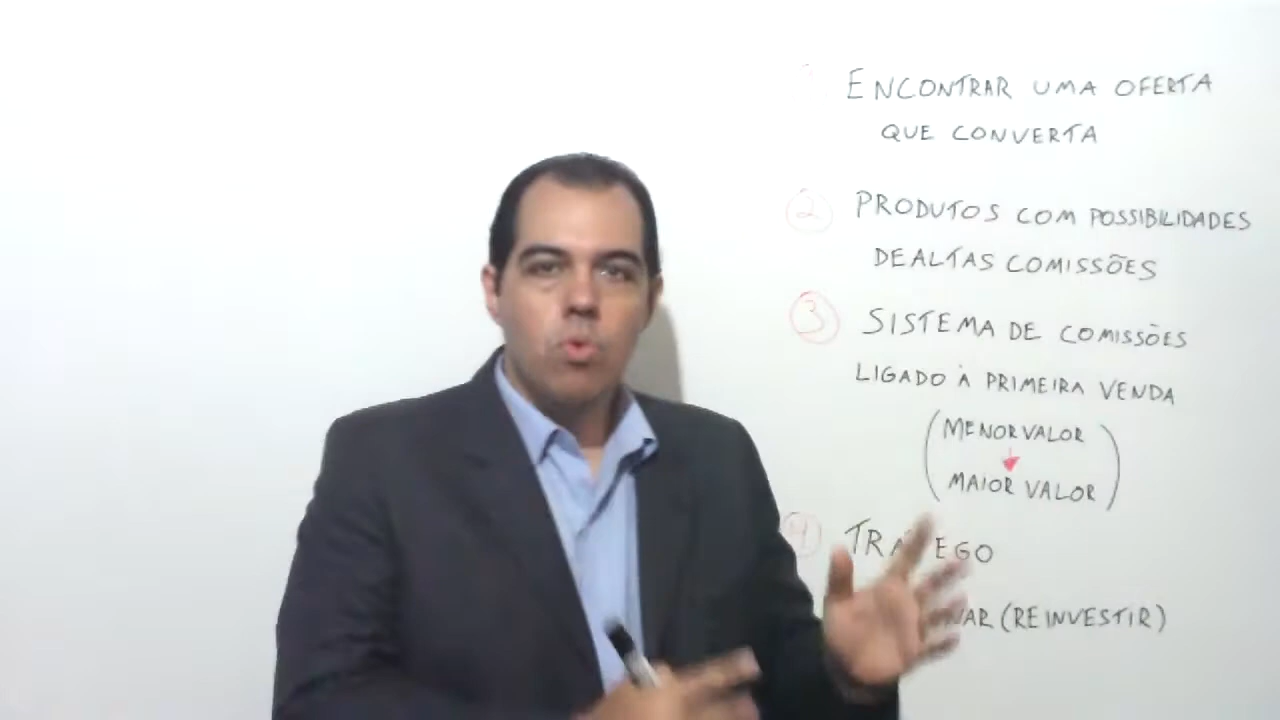 ENCONTRAR UMA OFERTA
QUE CONVERTA
2 PRODUTOS COM POSSIBILIDADES
DE ALTAS COMISSÕES
3 SISTEMA DE COMISSÕES
LIGADO À PRIMEIRA VENDA
(MENOR VALOR
MAIOR VALOR)
4
(REINVESTIR)